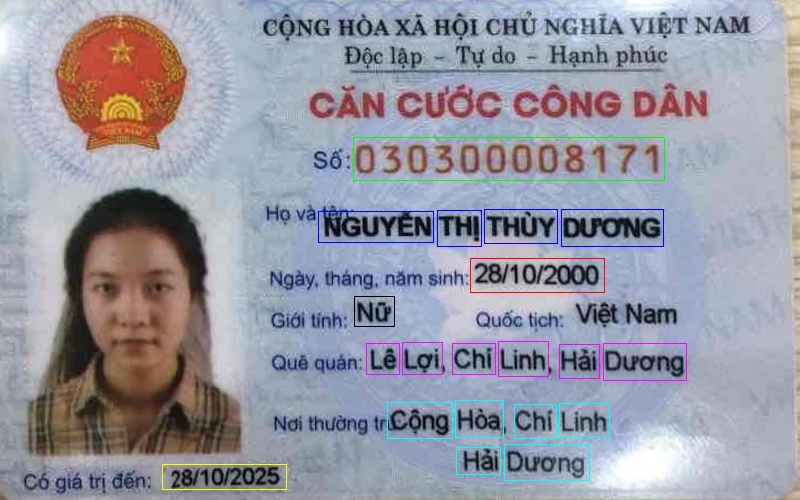 CỘNG HÒA XÃ HỘI CHỦ NGHĨA VIỆT NAM
Độc lập - Tự do - Hạnh phúc
CĂN CƯỚC CÔNG DÂN
Số: 030300008171
Họ và tên:
NGUYỄN THỊ THÙY DƯƠNG
Ngày, tháng, năm sinh: 28/10/2000
Giới tính: Nữ Quốc tịch: Việt Nam
Quê quán: Lê Lợi, Chí Linh, Hải Dương
Nơi thường trú: Cộng Hòa, Chí Linh
Hải Dương
Có giá trị đến: 28/10/2025